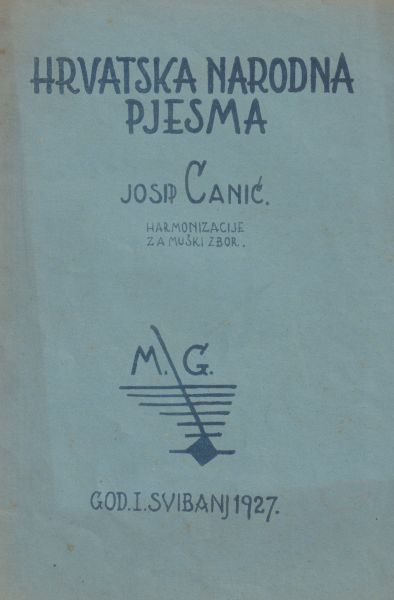 HRVATSKA NARODNA
PJESMA
JOSIP CANIĆ.
HARMONIZACIJE
ZA MUŠKI ZBOR.
M. G.
GOD. I. SVIBANJ 1927.